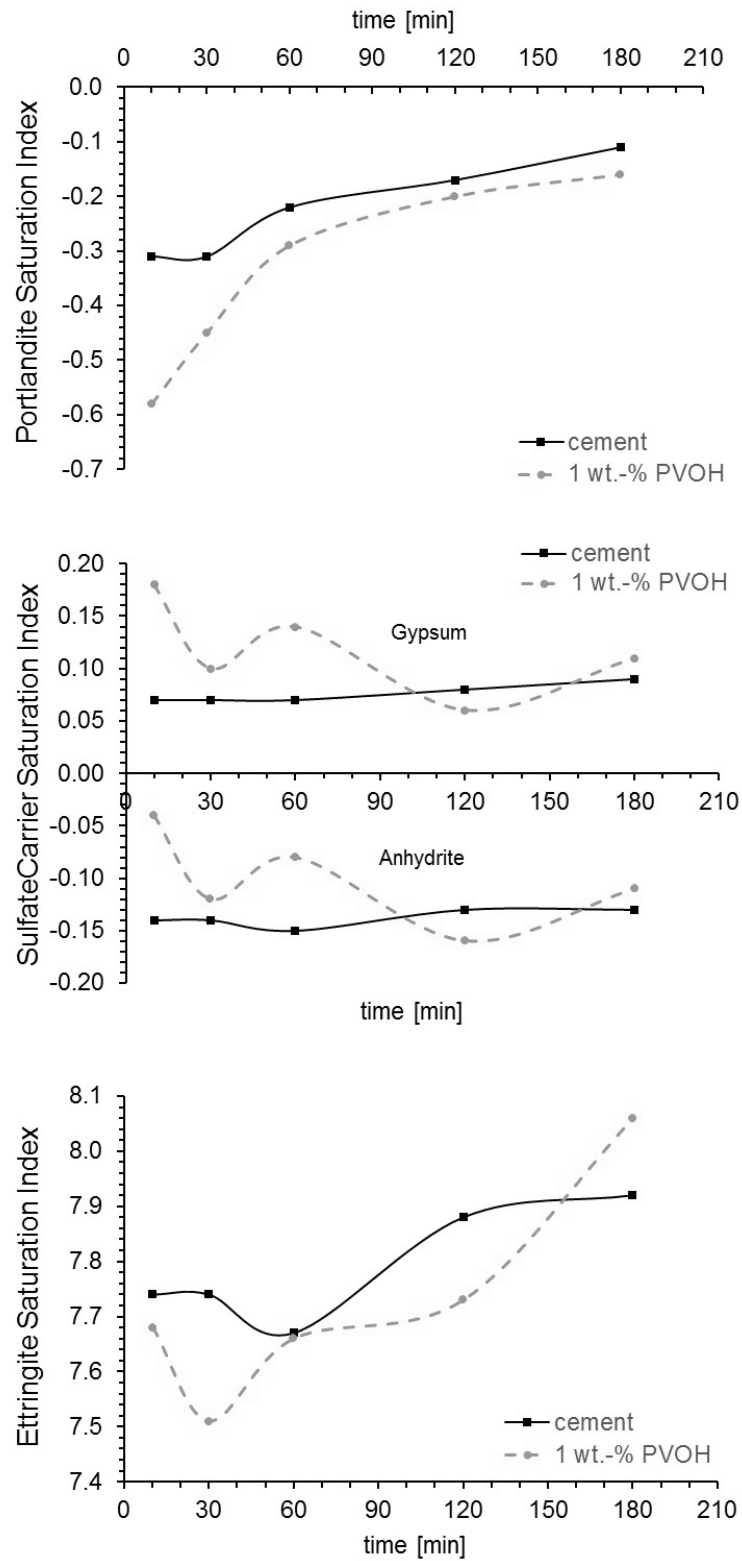 time [min]
0 30 60 90 120 150 180 210
0.0
-0.1
-0.2
-0.3
-0.4
-0.5
-0.6
-0.7
Portlandite Saturation Index
cement
1 wt.-% PVOH
cement
1 wt.-% PVOH
0.20
0.15
0.10
0.05
0.00
-0.05
-0.10
-0.15
-0.20
SulfateCarrier Saturation Index
Gypsum
0 30 60 90 120 150 180 210
Anhydrite
time [min]
8.1
8.0
7.9
7.8
7.7
7.6
7.5
7.4
Ettringite Saturation Index
cement
1 wt.-% PVOH
0 30 60 90 120 150 180 210
time [min]